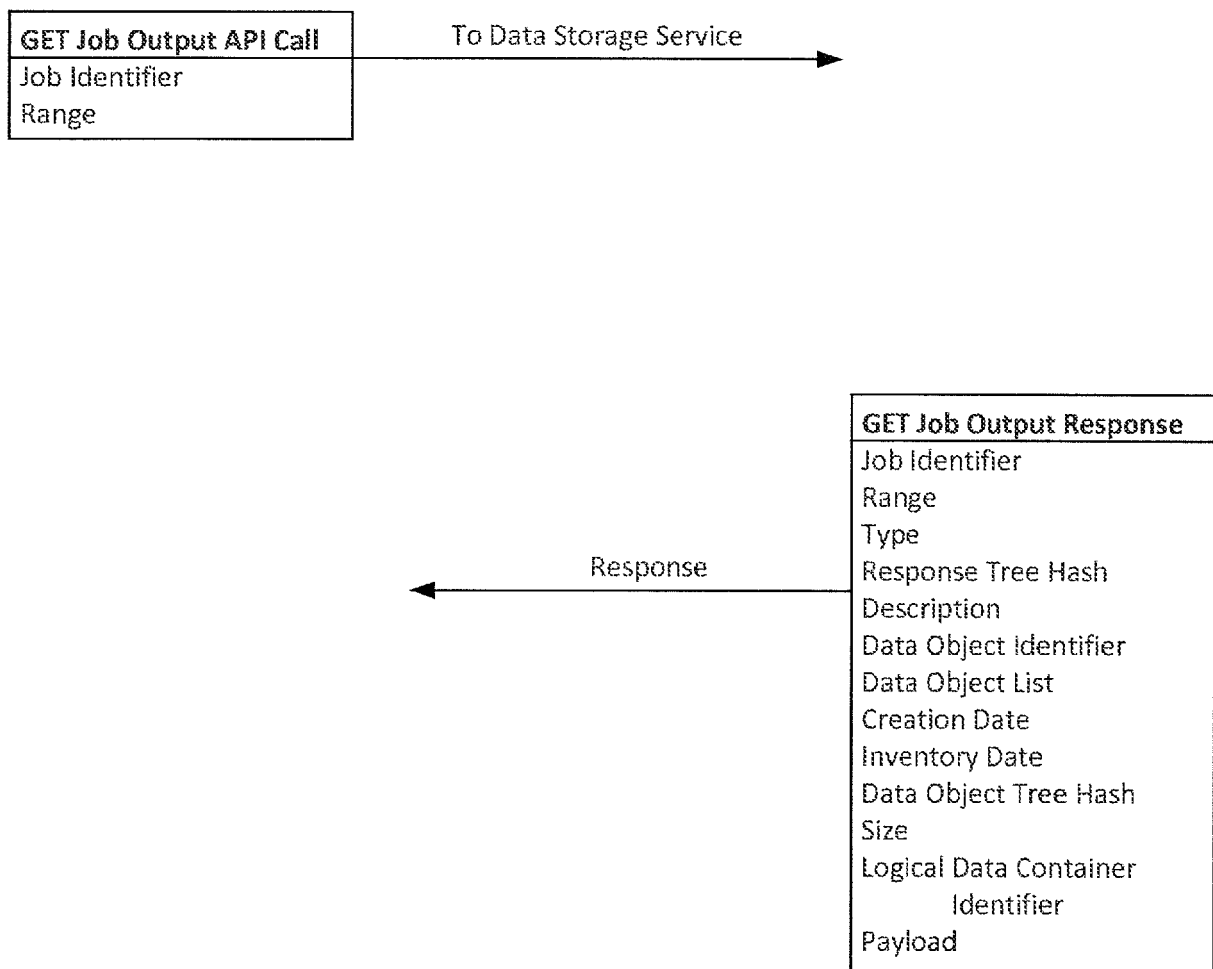 GET Job Output API Call
Job Identifier
Range
To Data Storage Service
GET Job Output Response
Job Identifier
Range
Type
Response Tree Hash
Description
Data Object Identifier
Data Object List
Creation Date
Inventory Date
Data Object Tree Hash
Size
Logical Data Container
Identifier
Payload
Response